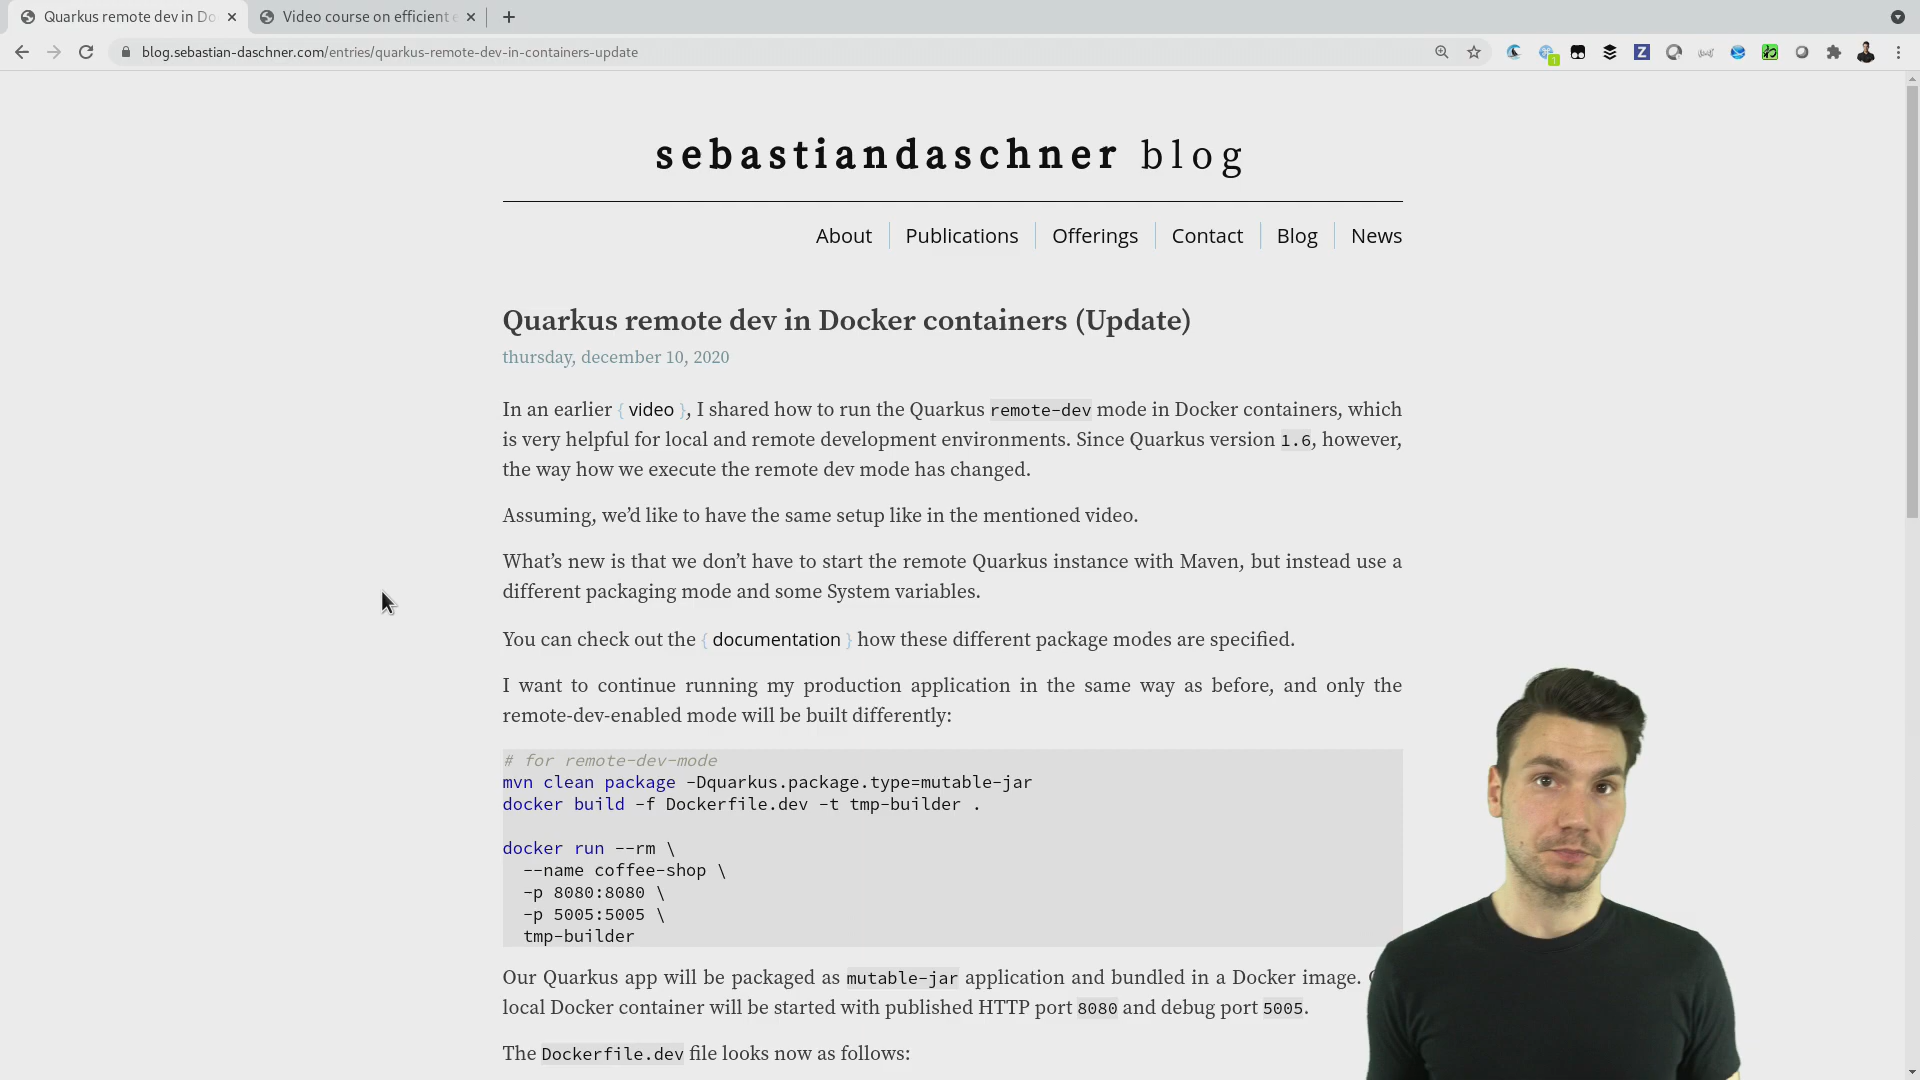 Quarkus remote dev in Do
Video course on efficient
blog.sebastian-daschner.com/entries/quarkus-remote-dev-in-containers-update
1
Z
sebastiandaschner blog
About
Publications
Offerings
Contact
Blog
News
Quarkus remote dev in Docker containers (Update)
thursday, december 10, 2020
In an earlier { video }, I shared how to run the Quarkus remote-dev mode in Docker containers, which
is very helpful for local and remote development environments. Since Quarkus version 1.6, however,
the way how we execute the remote dev mode has changed.
Assuming, we’d like to have the same setup like in the mentioned video.
What’s new is that we don’t have to start the remote Quarkus instance with Maven, but instead use a
different packaging mode and some System variables.
You can check out the { documentation } how these different package modes are specified.
I want to continue running my production application in the same way as before, and only the
remote-dev-enabled mode will be built differently:
# for remote-dev-mode
mvn clean package -Dquarkus.package.type=mutable-jar
docker build -f Dockerfile.dev -t tmp-builder .
docker run --rm \
--name coffee-shop \
-p 8080:8080 \
-p 5005:5005 \
tmp-builder
Our Quarkus app will be packaged as mutable-jar application and bundled in a Docker image.
local Docker container will be started with published HTTP port 8080 and debug port 5005.
The Dockerfile.dev file looks now as follows: